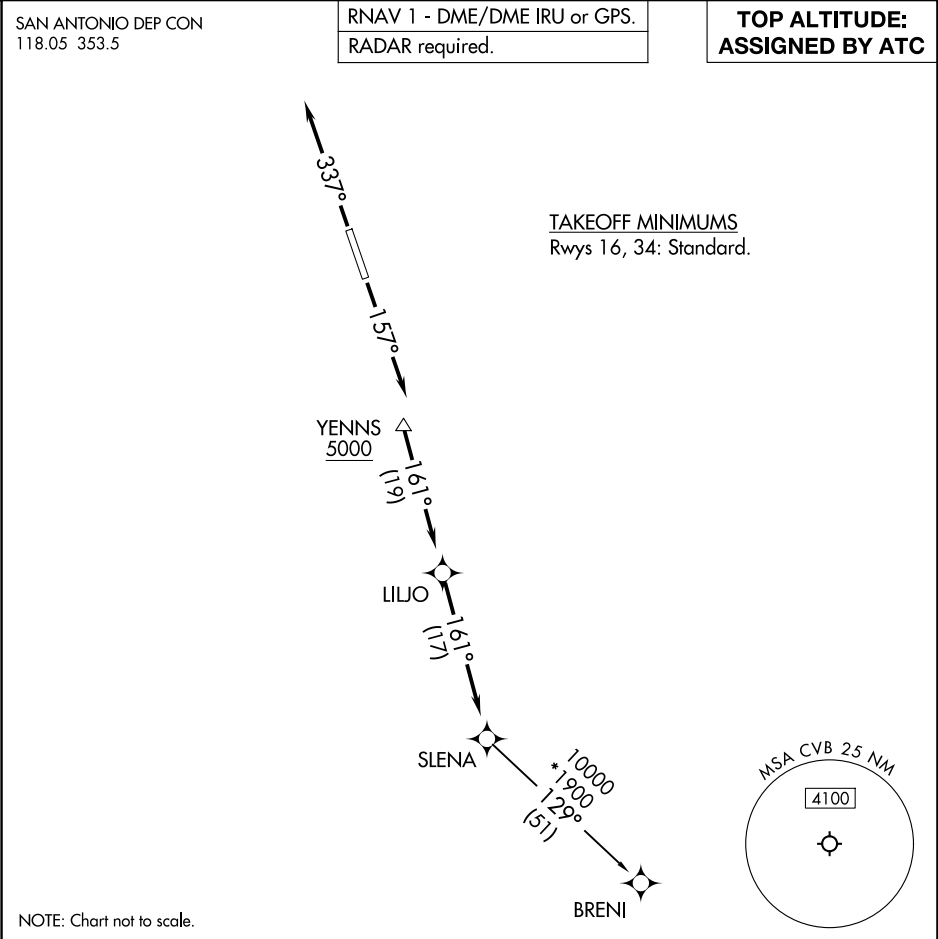 SAN ANTONIO DEP CON
118.05 353.5
RNAV 1 - DME/DME IRU or GPS.
RADAR required.
TOP ALTITUDE:
ASSIGNED BY ATC
337°
TAKEOFF MINIMUMS
Rwys 16, 34: Standard.
157°
YENNS
5000
161°
(19)
LILJO
161°
(17)
SLENA
10000
*1900
129°
(51)
BRENI
MSA CVB 25 NM
4100
NOTE: Chart not to scale.